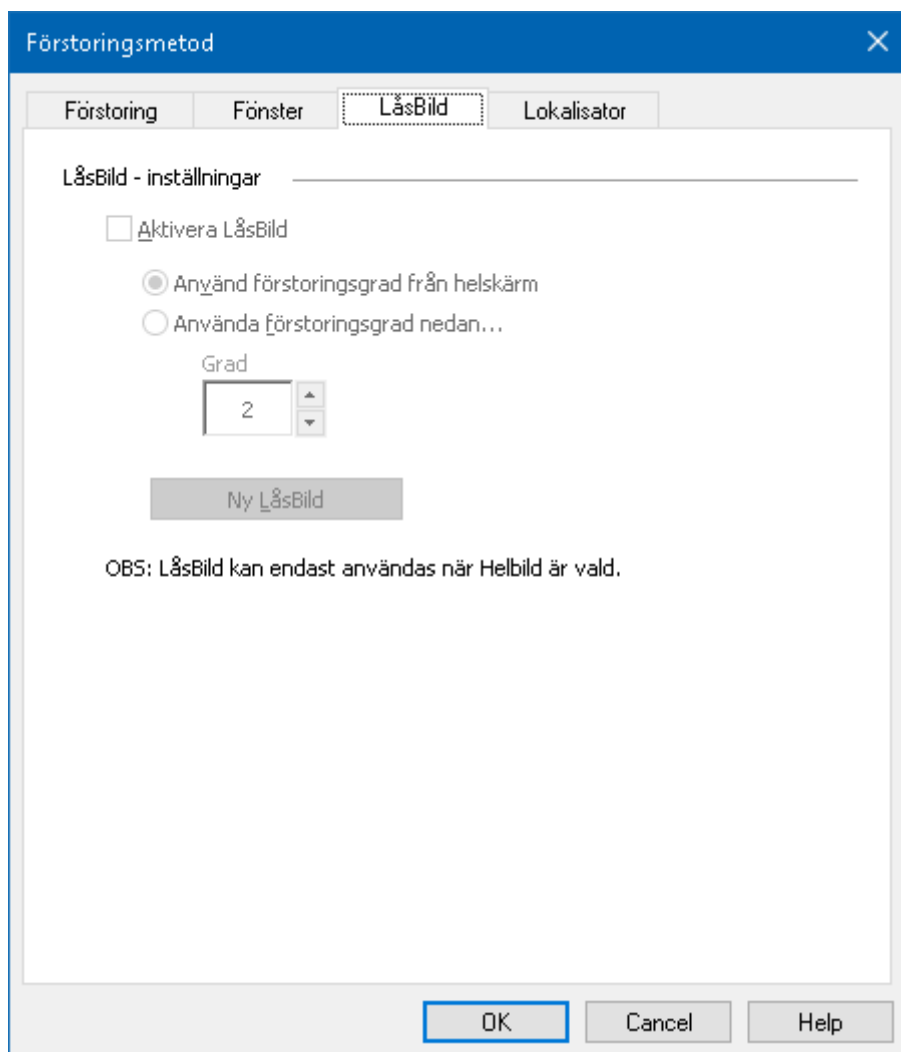 Förstoringsmetod
Förstoring Fönster LåsBild Lokalisator
LåsBild - inställningar
Aktivera LåsBild
Använd förstoringsgrad från helskärm
Använda förstoringsgrad nedan...
Grad
2
Ny LåsBild
OBS: LåsBild kan endast användas när Helbild är vald.
OK Cancel Help